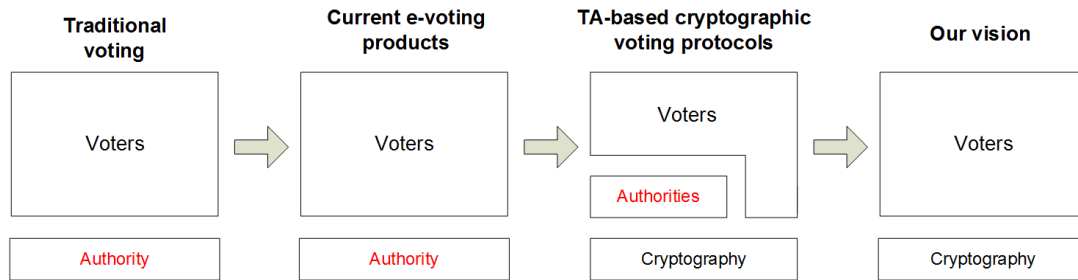 Traditional
voting
Voters
Authority
Current e-voting
products
Voters
Authority
TA-based cryptographic
voting protocols
Voters
Authorities
Cryptography
Our vision
Voters
Cryptography